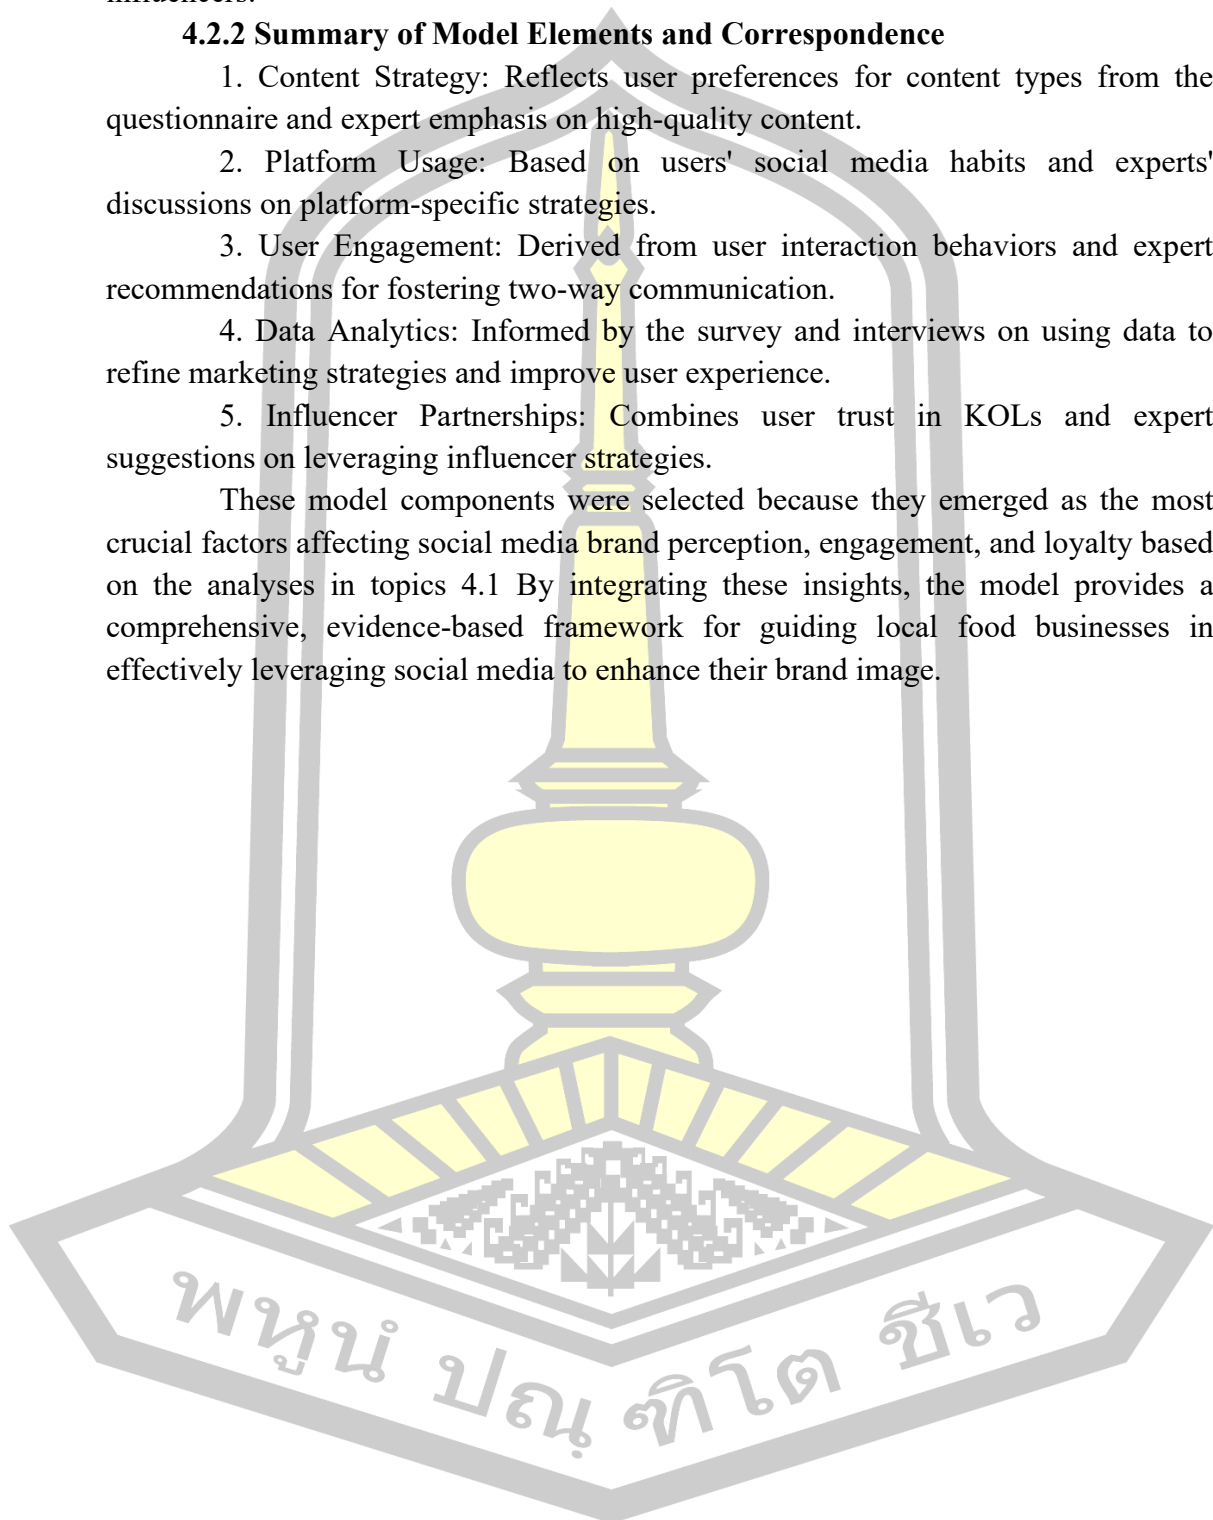 influencers.
4.2.2 Summary of Model Elements and Correspondence
1. Content Strategy: Reflects user preferences for content types from the
questionnaire and expert emphasis on high-quality content.
2. Platform Usage: Based on users' social media habits and experts'
discussions on platform-specific strategies.
3. User Engagement: Derived from user interaction behaviors and expert
recommendations for fostering two-way communication.
4. Data Analytics: Informed by the survey and interviews on using data to
refine marketing strategies and improve user experience.
5. Influencer Partnerships: Combines user trust in KOLs and expert
suggestions on leveraging influencer strategies.
These model components were selected because they emerged as the most
crucial factors affecting social media brand perception, engagement, and loyalty based
on the analyses in topics 4.1 By integrating these insights, the model provides a
comprehensive, evidence-based framework for guiding local food businesses in
effectively leveraging social media to enhance their brand image.
พหูนํ ปณฺ ฑิโต ชีเว